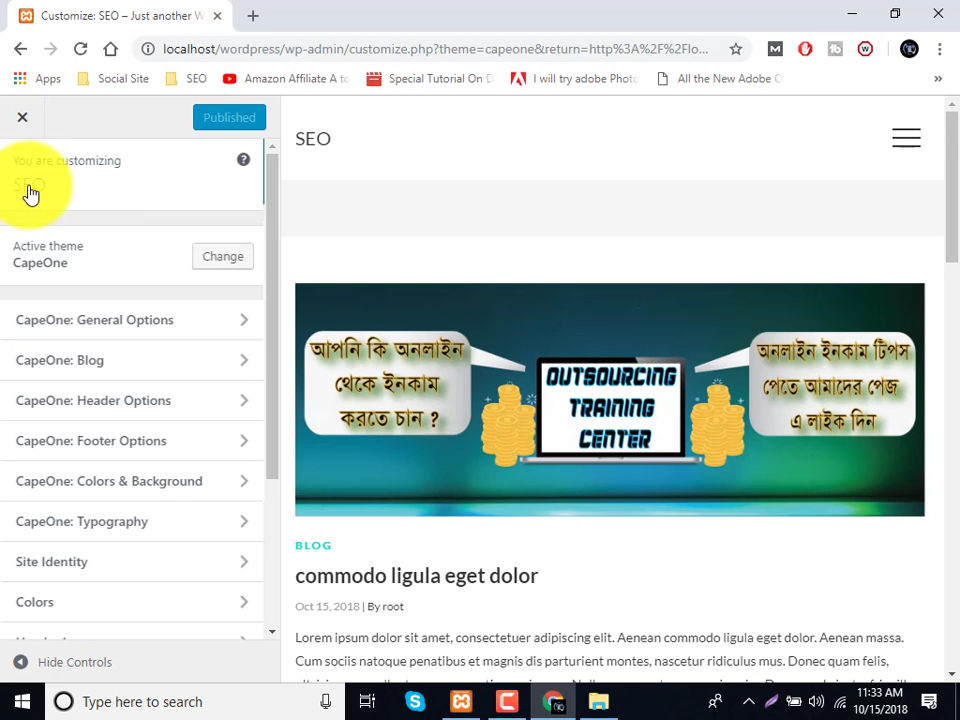 Customize: SEO – Just another W
localhost/wordpress/wp-admin/customize.php?theme=capeone&return=http%3A%2F%2Flo...
Apps
Social Site
SEO
Amazon Affiliate A to
Special Tutorial On D
I will try adobe Photo
All the New Adobe C
»
Published
You are customizing
SEO
Active theme
CapeOne
Change
CapeOne: General Options
CapeOne: Blog
CapeOne: Header Options
CapeOne: Footer Options
CapeOne: Colors & Background
CapeOne: Typography
Site Identity
Colors
Hide Controls
SEO
আপনি কি অনলাইন
থেকে ইনকাম
করতে চান ?
OUTSOURCING
TRAINING
CENTER
অনলাইন ইনকাম টিপস
পেতে আমাদের পেজ
এ লাইক দিন
BLOG
commodo ligula eget dolor
Oct 15, 2018 | By root
Lorem ipsum dolor sit amet, consectetuer adipiscing elit. Aenean commodo ligula eget dolor. Aenean massa.
Cum sociis natoque penatibus et magnis dis parturient montes, nascetur ridiculus mus. Donec quam felis,
Type here to search
11:33 AM
10/15/2018